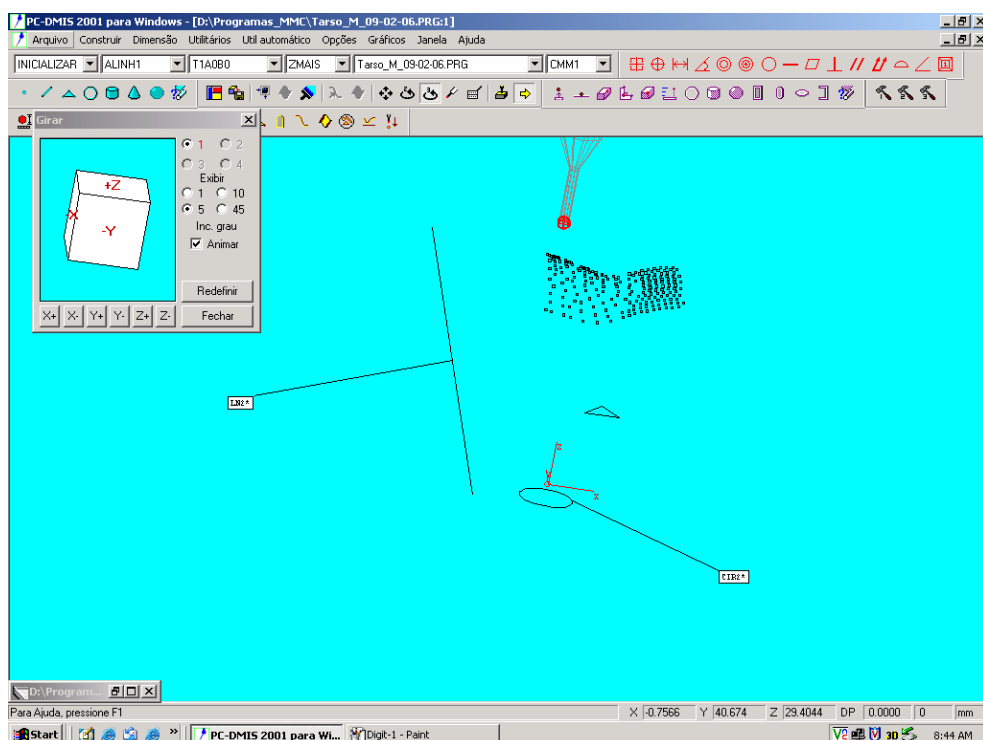 PC-DMIS 2001 para Windows - [D:\Programas_MMC\Tarso_M_09-02-06.PRG:1]
Arquivo Construir Dimensão Utilitários Util automático Opções Gráficos Janela Ajuda
INICIALIZAR ALINH1 T1A0B0 ZMAIS Tarso_M_09-02-06.PRG CMM1
Girar
+Z
-X
-Y
1 2
3 4
Exibir
1 10
5 45
Inc. grau
Animar
Redefinir
X+ X- Y+ Y- Z+ Z- Fechar
LN2*
Z
Y
X
CIR2*
D:\Program...
Para Ajuda, pressione F1
X -0.7566 Y 40.674 Z 29.4044 DP 0.0000 0 mm
Start » PC-DMIS 2001 para Wi... Digit-1 - Paint 3D 8:44 AM